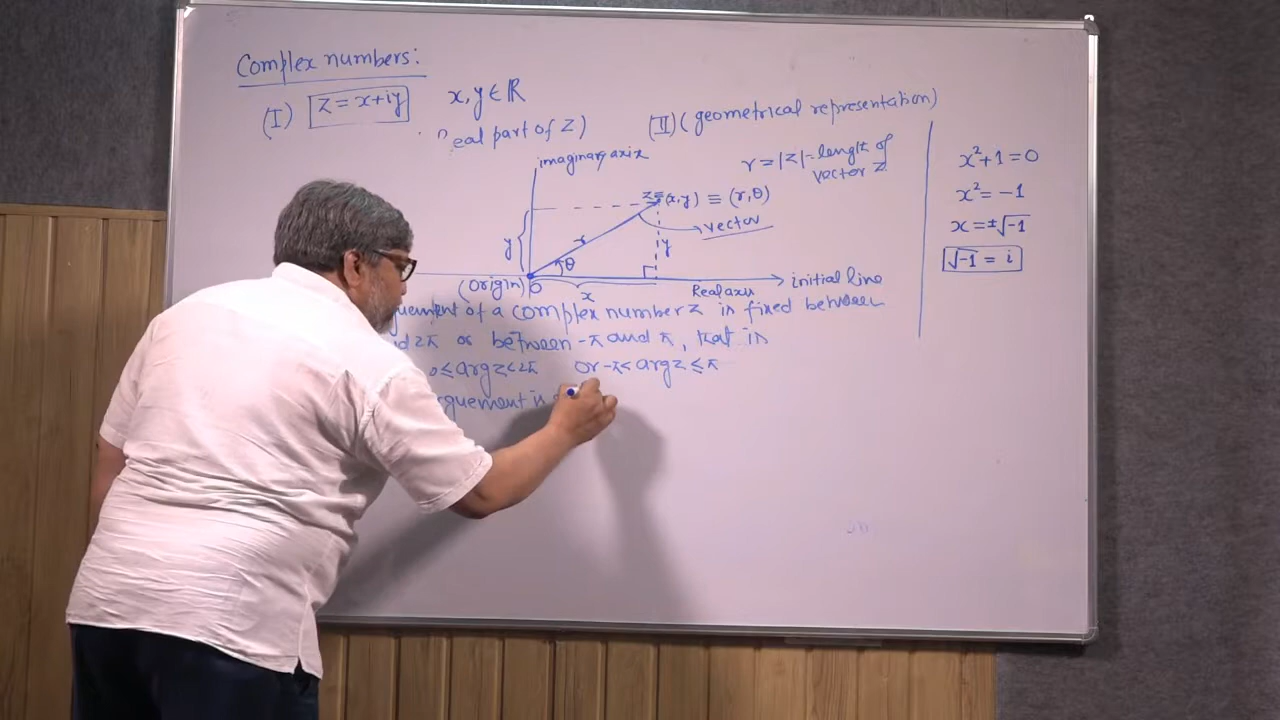 Complex numbers:
(I) z = x+iy x, y ∈ ℝ
eal part of z)
(II) (geometrical representation)
imaginary axis
r = |z| = length of
vector z
z ≡ (x,y) ≡ (r,θ)
vector
y
r
y
θ
(origin) O
x
Real axis
initial line
guement of a complex number z is fixed between
d 2π or between -π and π, that is
0 ≤ arg z < 2π or -π < arg z ≤ π
guement is
x²+1 = 0
x² = -1
x = ±√-1
√-1 = i